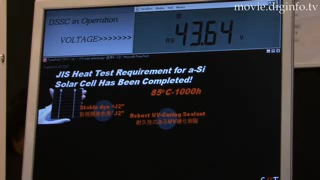 movie.diginfo.tv
DSSC in Operation
VOLTAGE>>>>>>>
43.64
JIS Heat Test Requirement for a-Si
Solar Cell Has Been Completed!
85℃-1000h
Stable dye "J2"
Robust UV-Curing Sealant